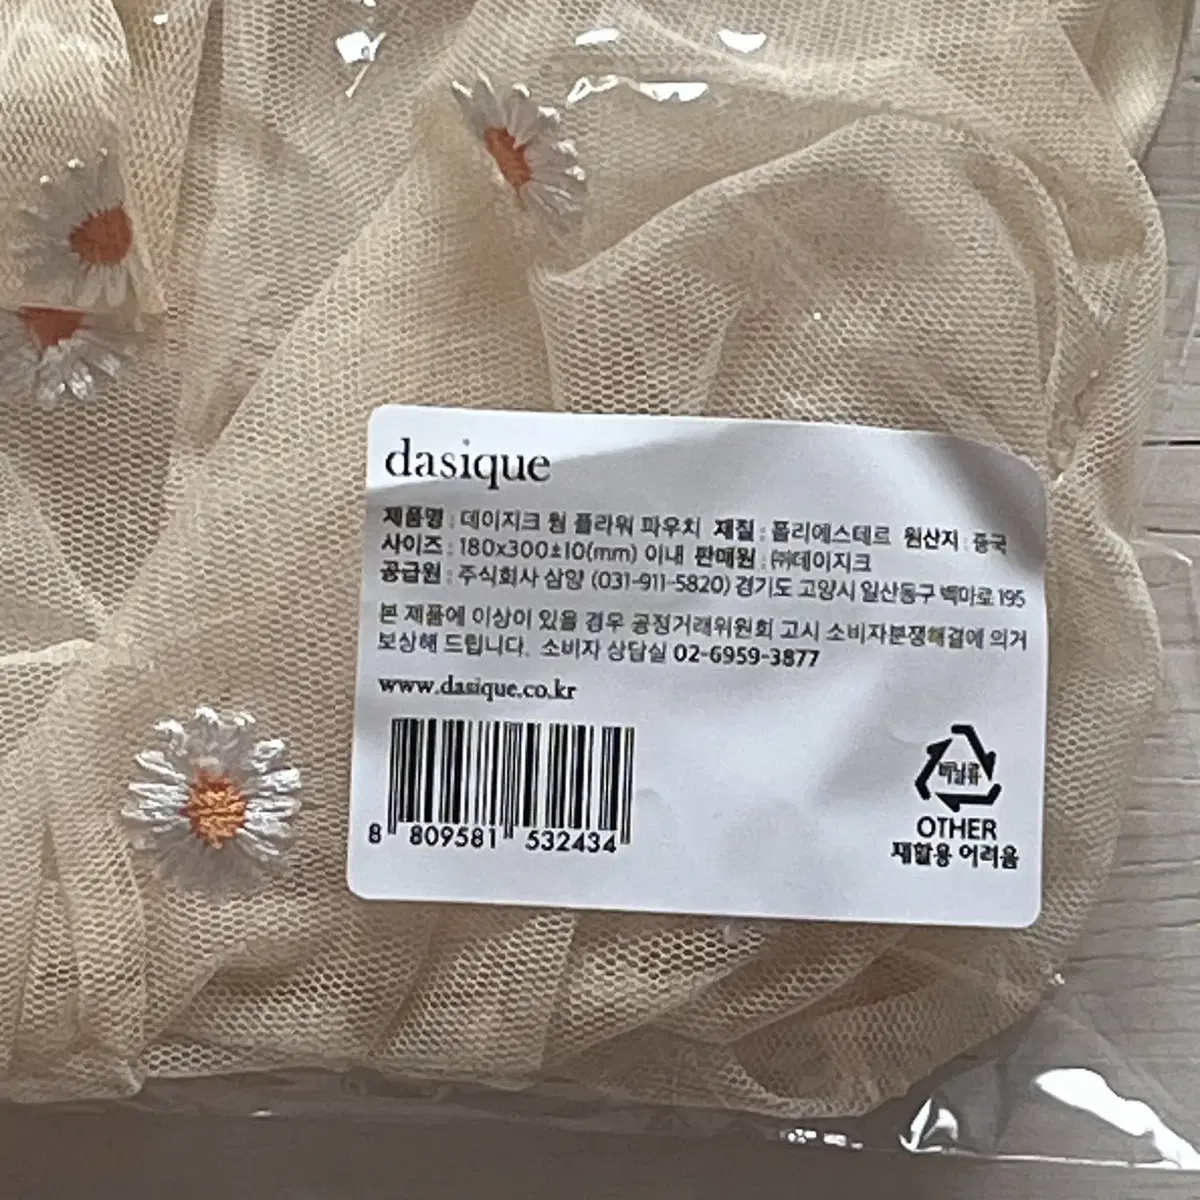 dasique
제품명 : 데이지크 웜 플라워 파우치 재질 : 폴리에스테르 원산지 : 중국
사이즈 : 180x300±10(mm) 이내 판매원 : ㈜데이지크
공급원 : 주식회사 삼양 (031-911-5820) 경기도 고양시 일산동구 백마로 195
본 제품에 이상이 있을 경우 공정거래위원회 고시 소비자분쟁해결에 의거
보상해 드립니다. 소비자 상담실 02-6959-3877
www.dasique.co.kr
8 809581 532434
비닐류
OTHER
재활용 어려움